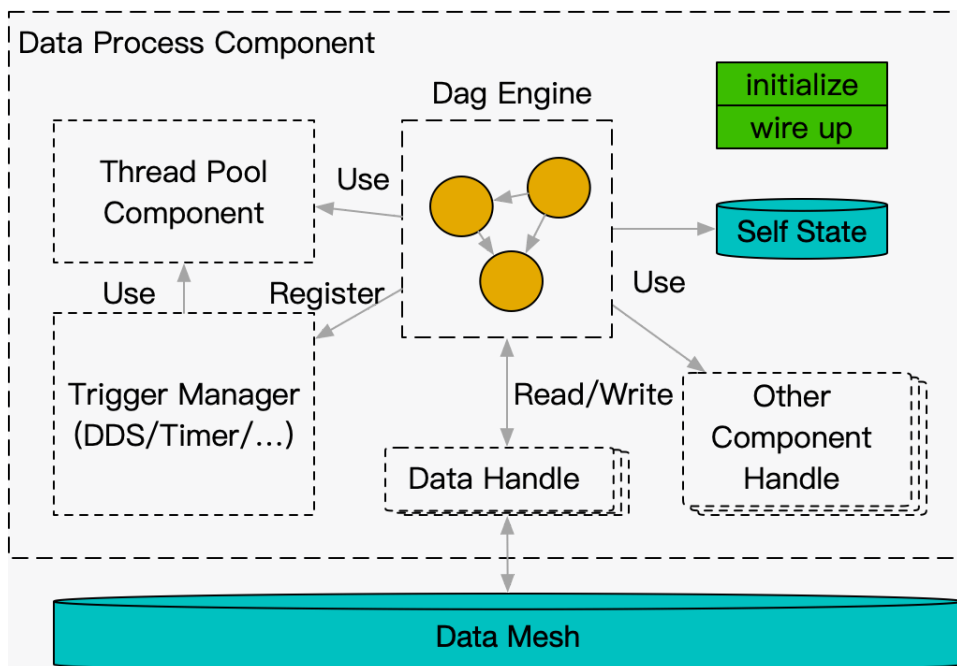 Data Process Component
Dag Engine
initialize
wire up
Thread Pool
Component
Use
Self State
Use
Register
Use
Trigger Manager
(DDS/Timer/...)
Read/Write
Other
Component
Handle
Data Handle
Data Mesh